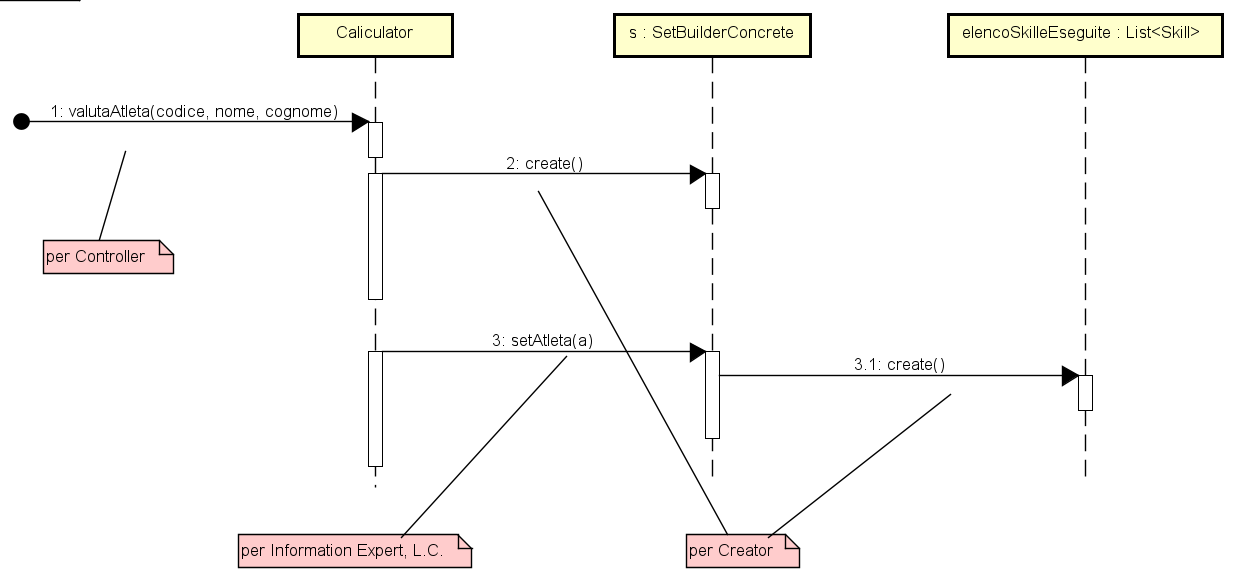 Caliculator
s : SetBuilderConcrete
elencoSkilleEseguite : List<Skill>
1: valutaAtleta(codice, nome, cognome)
2: create()
per Controller
3: setAtleta(a)
3.1: create()
per Information Expert, L.C.
per Creator